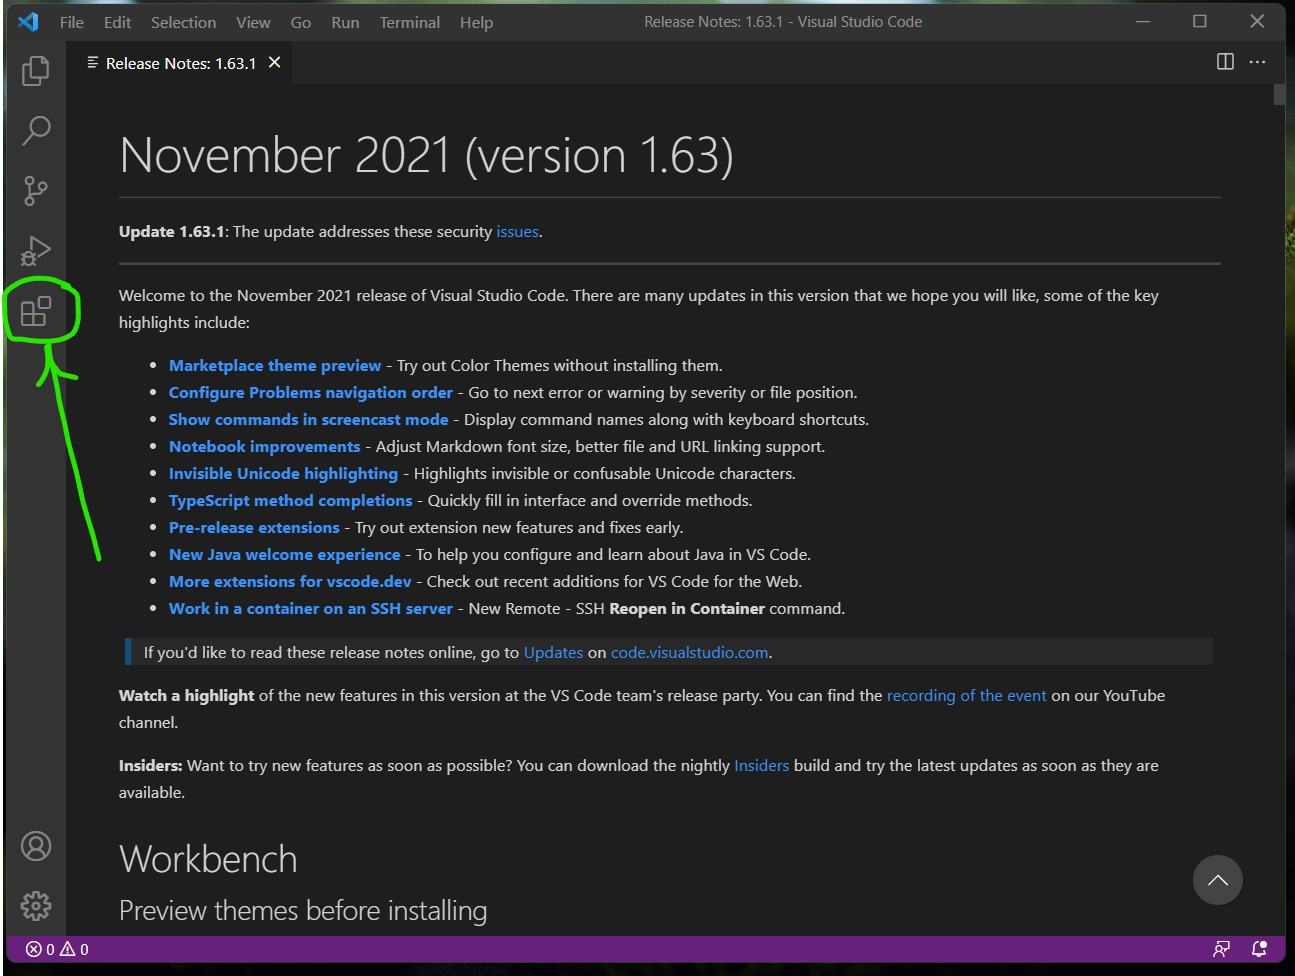 File Edit Selection View Go Run Terminal Help Release Notes: 1.63.1 - Visual Studio Code
Release Notes: 1.63.1
November 2021 (version 1.63)
Update 1.63.1: The update addresses these security issues.
Welcome to the November 2021 release of Visual Studio Code. There are many updates in this version that we hope you will like, some of the key
highlights include:
• Marketplace theme preview - Try out Color Themes without installing them.
• Configure Problems navigation order - Go to next error or warning by severity or file position.
• Show commands in screencast mode - Display command names along with keyboard shortcuts.
• Notebook improvements - Adjust Markdown font size, better file and URL linking support.
• Invisible Unicode highlighting - Highlights invisible or confusable Unicode characters.
• TypeScript method completions - Quickly fill in interface and override methods.
• Pre-release extensions - Try out extension new features and fixes early.
• New Java welcome experience - To help you configure and learn about Java in VS Code.
• More extensions for vscode.dev - Check out recent additions for VS Code for the Web.
• Work in a container on an SSH server - New Remote - SSH Reopen in Container command.
If you'd like to read these release notes online, go to Updates on code.visualstudio.com.
Watch a highlight of the new features in this version at the VS Code team's release party. You can find the recording of the event on our YouTube
channel.
Insiders: Want to try new features as soon as possible? You can download the nightly Insiders build and try the latest updates as soon as they are
available.
Workbench
Preview themes before installing
0 0